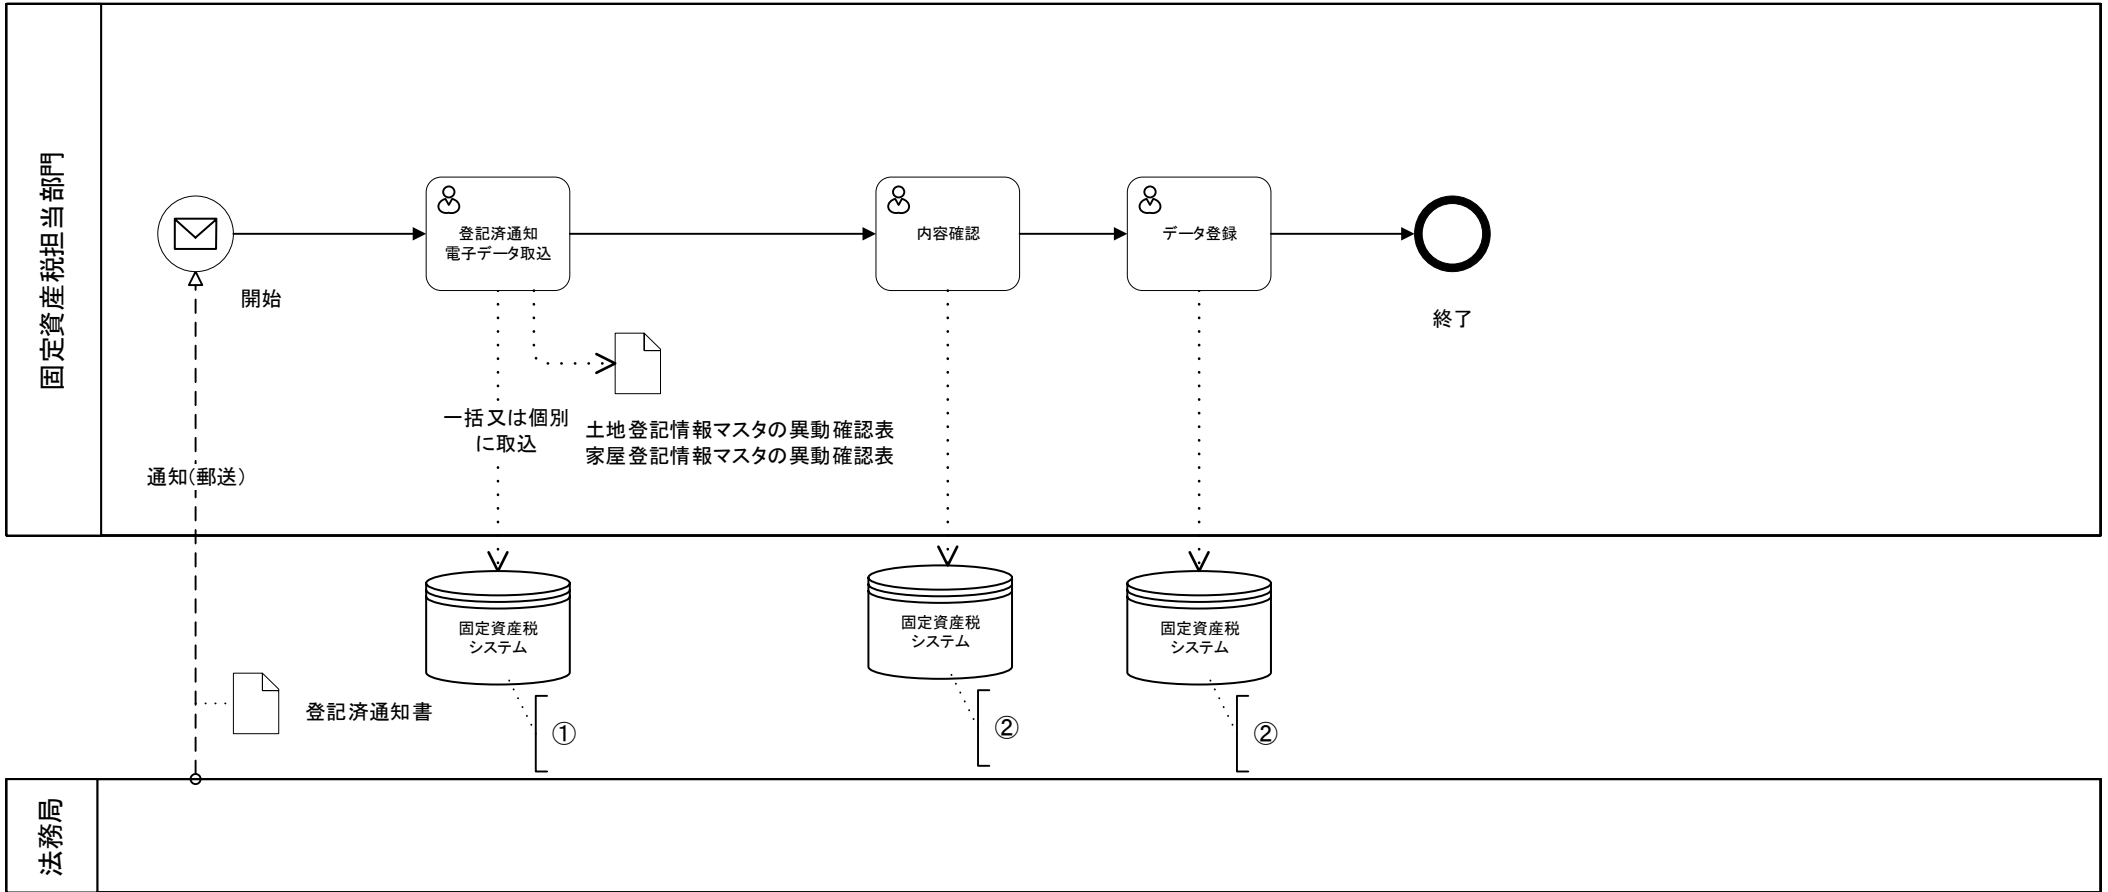 固定資産税担当部門
開始
登記済通知
電子データ取込
内容確認
データ登録
終了
一括又は個別
に取込
土地登記情報マスタの異動確認表
家屋登記情報マスタの異動確認表
通知(郵送)
固定資産税
システム
固定資産税
システム
固定資産税
システム
登記済通知書
①
②
②
法務局